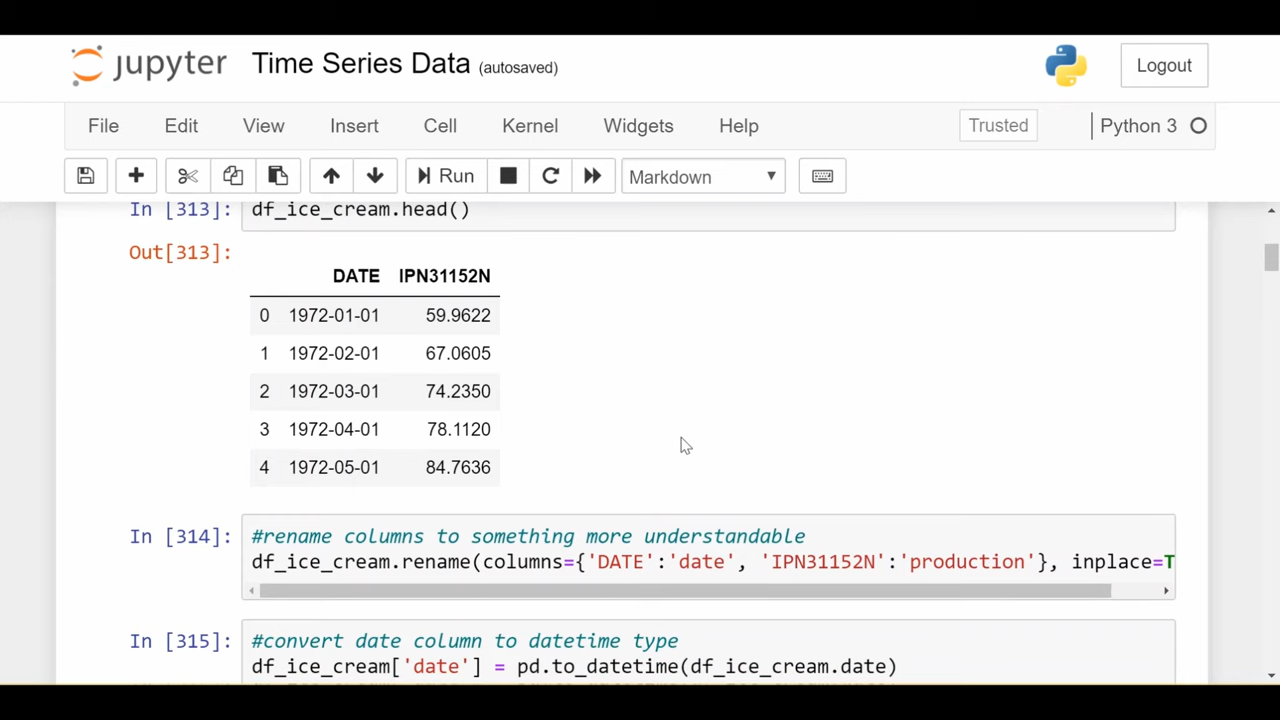 jupyter Time Series Data (autosaved) Logout
File Edit View Insert Cell Kernel Widgets Help Trusted Python 3
Run Markdown
In [313]: df_ice_cream.head()
Out[313]:
DATE IPN31152N
0 1972-01-01 59.9622
1 1972-02-01 67.0605
2 1972-03-01 74.2350
3 1972-04-01 78.1120
4 1972-05-01 84.7636
In [314]: #rename columns to something more understandable
df_ice_cream.rename(columns={'DATE':'date', 'IPN31152N':'production'}, inplace=T
In [315]: #convert date column to datetime type
df_ice_cream['date'] = pd.to_datetime(df_ice_cream.date)